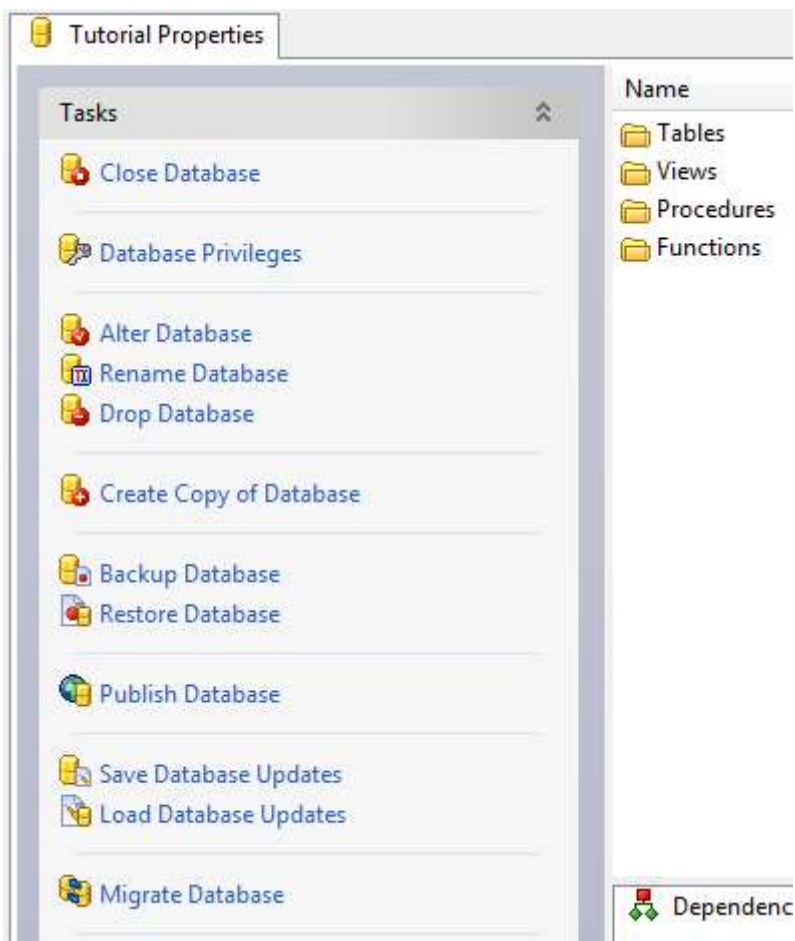 Tutorial Properties
Tasks
Close Database
Database Privileges
Alter Database
Rename Database
Drop Database
Create Copy of Database
Backup Database
Restore Database
Publish Database
Save Database Updates
Load Database Updates
Migrate Database
Name
Tables
Views
Procedures
Functions
Dependenc